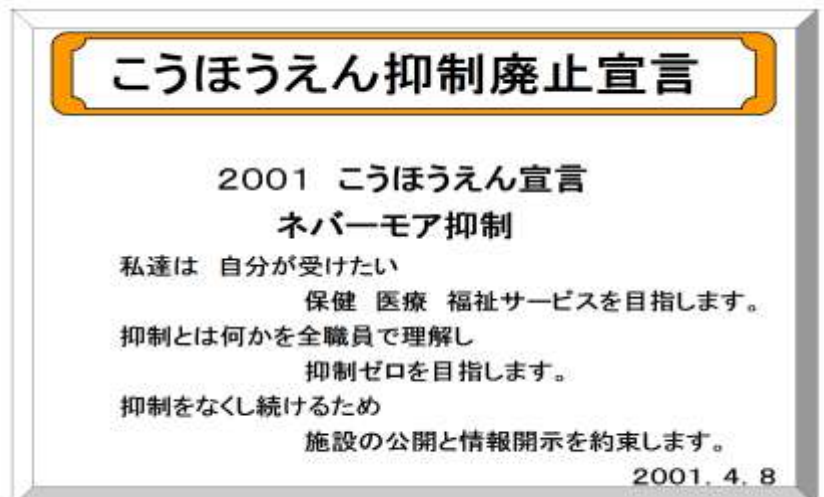 こうほうえん抑制廃止宣言
2001 こうほうえん宣言
ネバーモア抑制
私達は 自分が受けたい
保健 医療 福祉サービスを目指します。
抑制とは何かを全職員で理解し
抑制ゼロを目指します。
抑制をなくし続けるため
施設の公開と情報開示を約束します。
2001.4.8